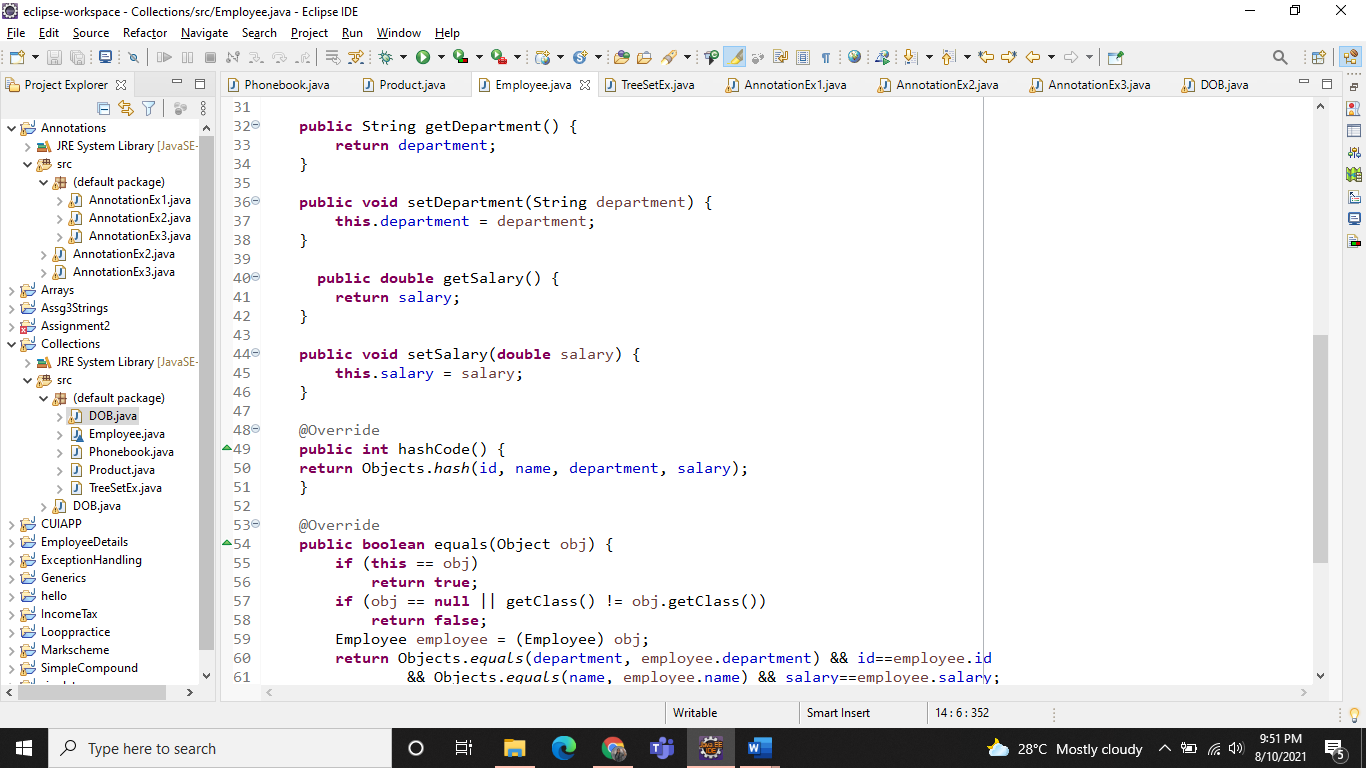 eclipse-workspace - Collections/src/Employee.java - Eclipse IDE
File Edit Source Refactor Navigate Search Project Run Window Help
Project Explorer
Phonebook.java Product.java Employee.java TreeSetEx.java AnnotationEx1.java AnnotationEx2.java AnnotationEx3.java DOB.java
Annotations
JRE System Library [JavaSE-
src
(default package)
AnnotationEx1.java
AnnotationEx2.java
AnnotationEx3.java
AnnotationEx2.java
AnnotationEx3.java
Arrays
Assg3Strings
Assignment2
Collections
JRE System Library [JavaSE-
src
(default package)
DOB.java
Employee.java
Phonebook.java
Product.java
TreeSetEx.java
DOB.java
CUIAPP
EmployeeDetails
ExceptionHandling
Generics
hello
IncomeTax
Looppractice
Markscheme
SimpleCompound
31
32 public String getDepartment() {
33 return department;
34 }
35
36 public void setDepartment(String department) {
37 this.department = department;
38 }
39
40 public double getSalary() {
41 return salary;
42 }
43
44 public void setSalary(double salary) {
45 this.salary = salary;
46 }
47
48 @Override
49 public int hashCode() {
50 return Objects.hash(id, name, department, salary);
51 }
52
53 @Override
54 public boolean equals(Object obj) {
55 if (this == obj)
56 return true;
57 if (obj == null || getClass() != obj.getClass())
58 return false;
59 Employee employee = (Employee) obj;
60 return Objects.equals(department, employee.department) && id==employee.id
61 && Objects.equals(name, employee.name) && salary==employee.salary;
Writable Smart Insert 14 : 6 : 352
Type here to search
28°C Mostly cloudy
9:51 PM
8/10/2021
5